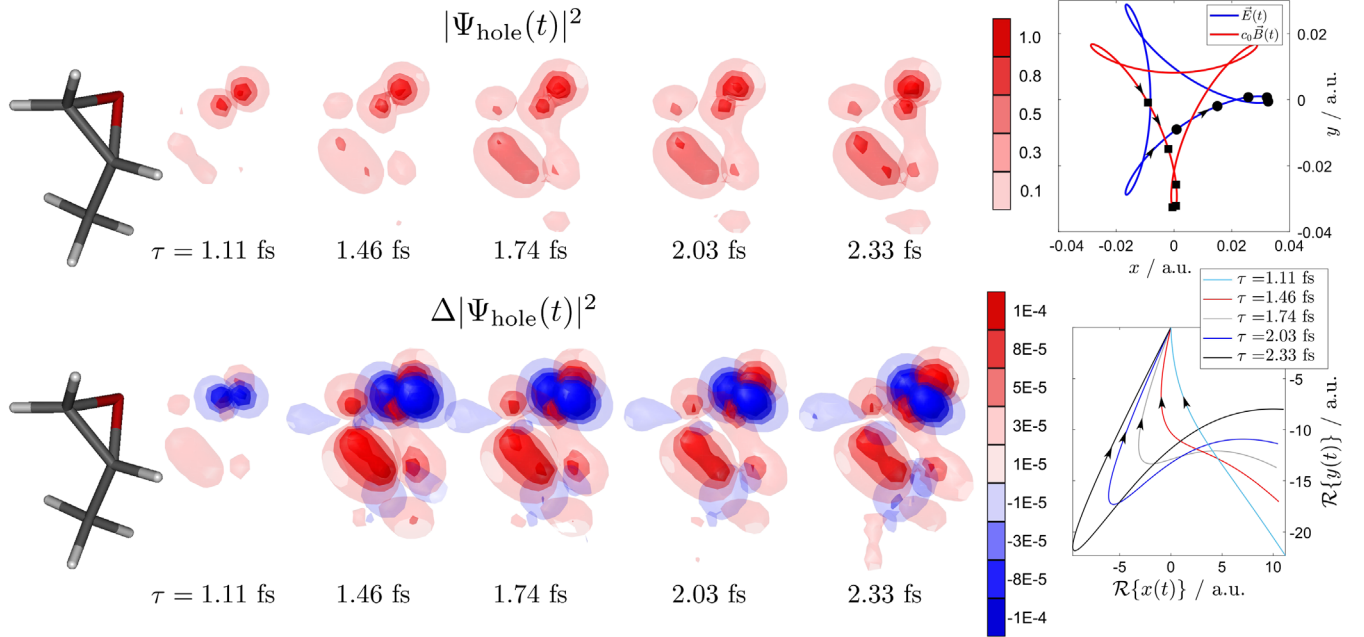 |Ψ_hole(t)|²
τ = 1.11 fs
1.46 fs
1.74 fs
2.03 fs
2.33 fs
1.0
0.8
0.5
0.3
0.1
E⃗(t)
c₀B⃗(t)
0.02
0
-0.02
-0.04
y / a.u.
-0.04
-0.02
0
0.02
0.04
x / a.u.
Δ|Ψ_hole(t)|²
τ = 1.11 fs
1.46 fs
1.74 fs
2.03 fs
2.33 fs
1E-4
8E-5
5E-5
3E-5
1E-5
-1E-5
-3E-5
-8E-5
-1E-4
τ =1.11 fs
τ =1.46 fs
τ =1.74 fs
τ =2.03 fs
τ =2.33 fs
-5
-10
-15
-20
ℛ{y(t)} / a.u.
-5
0
5
10
ℛ{x(t)} / a.u.